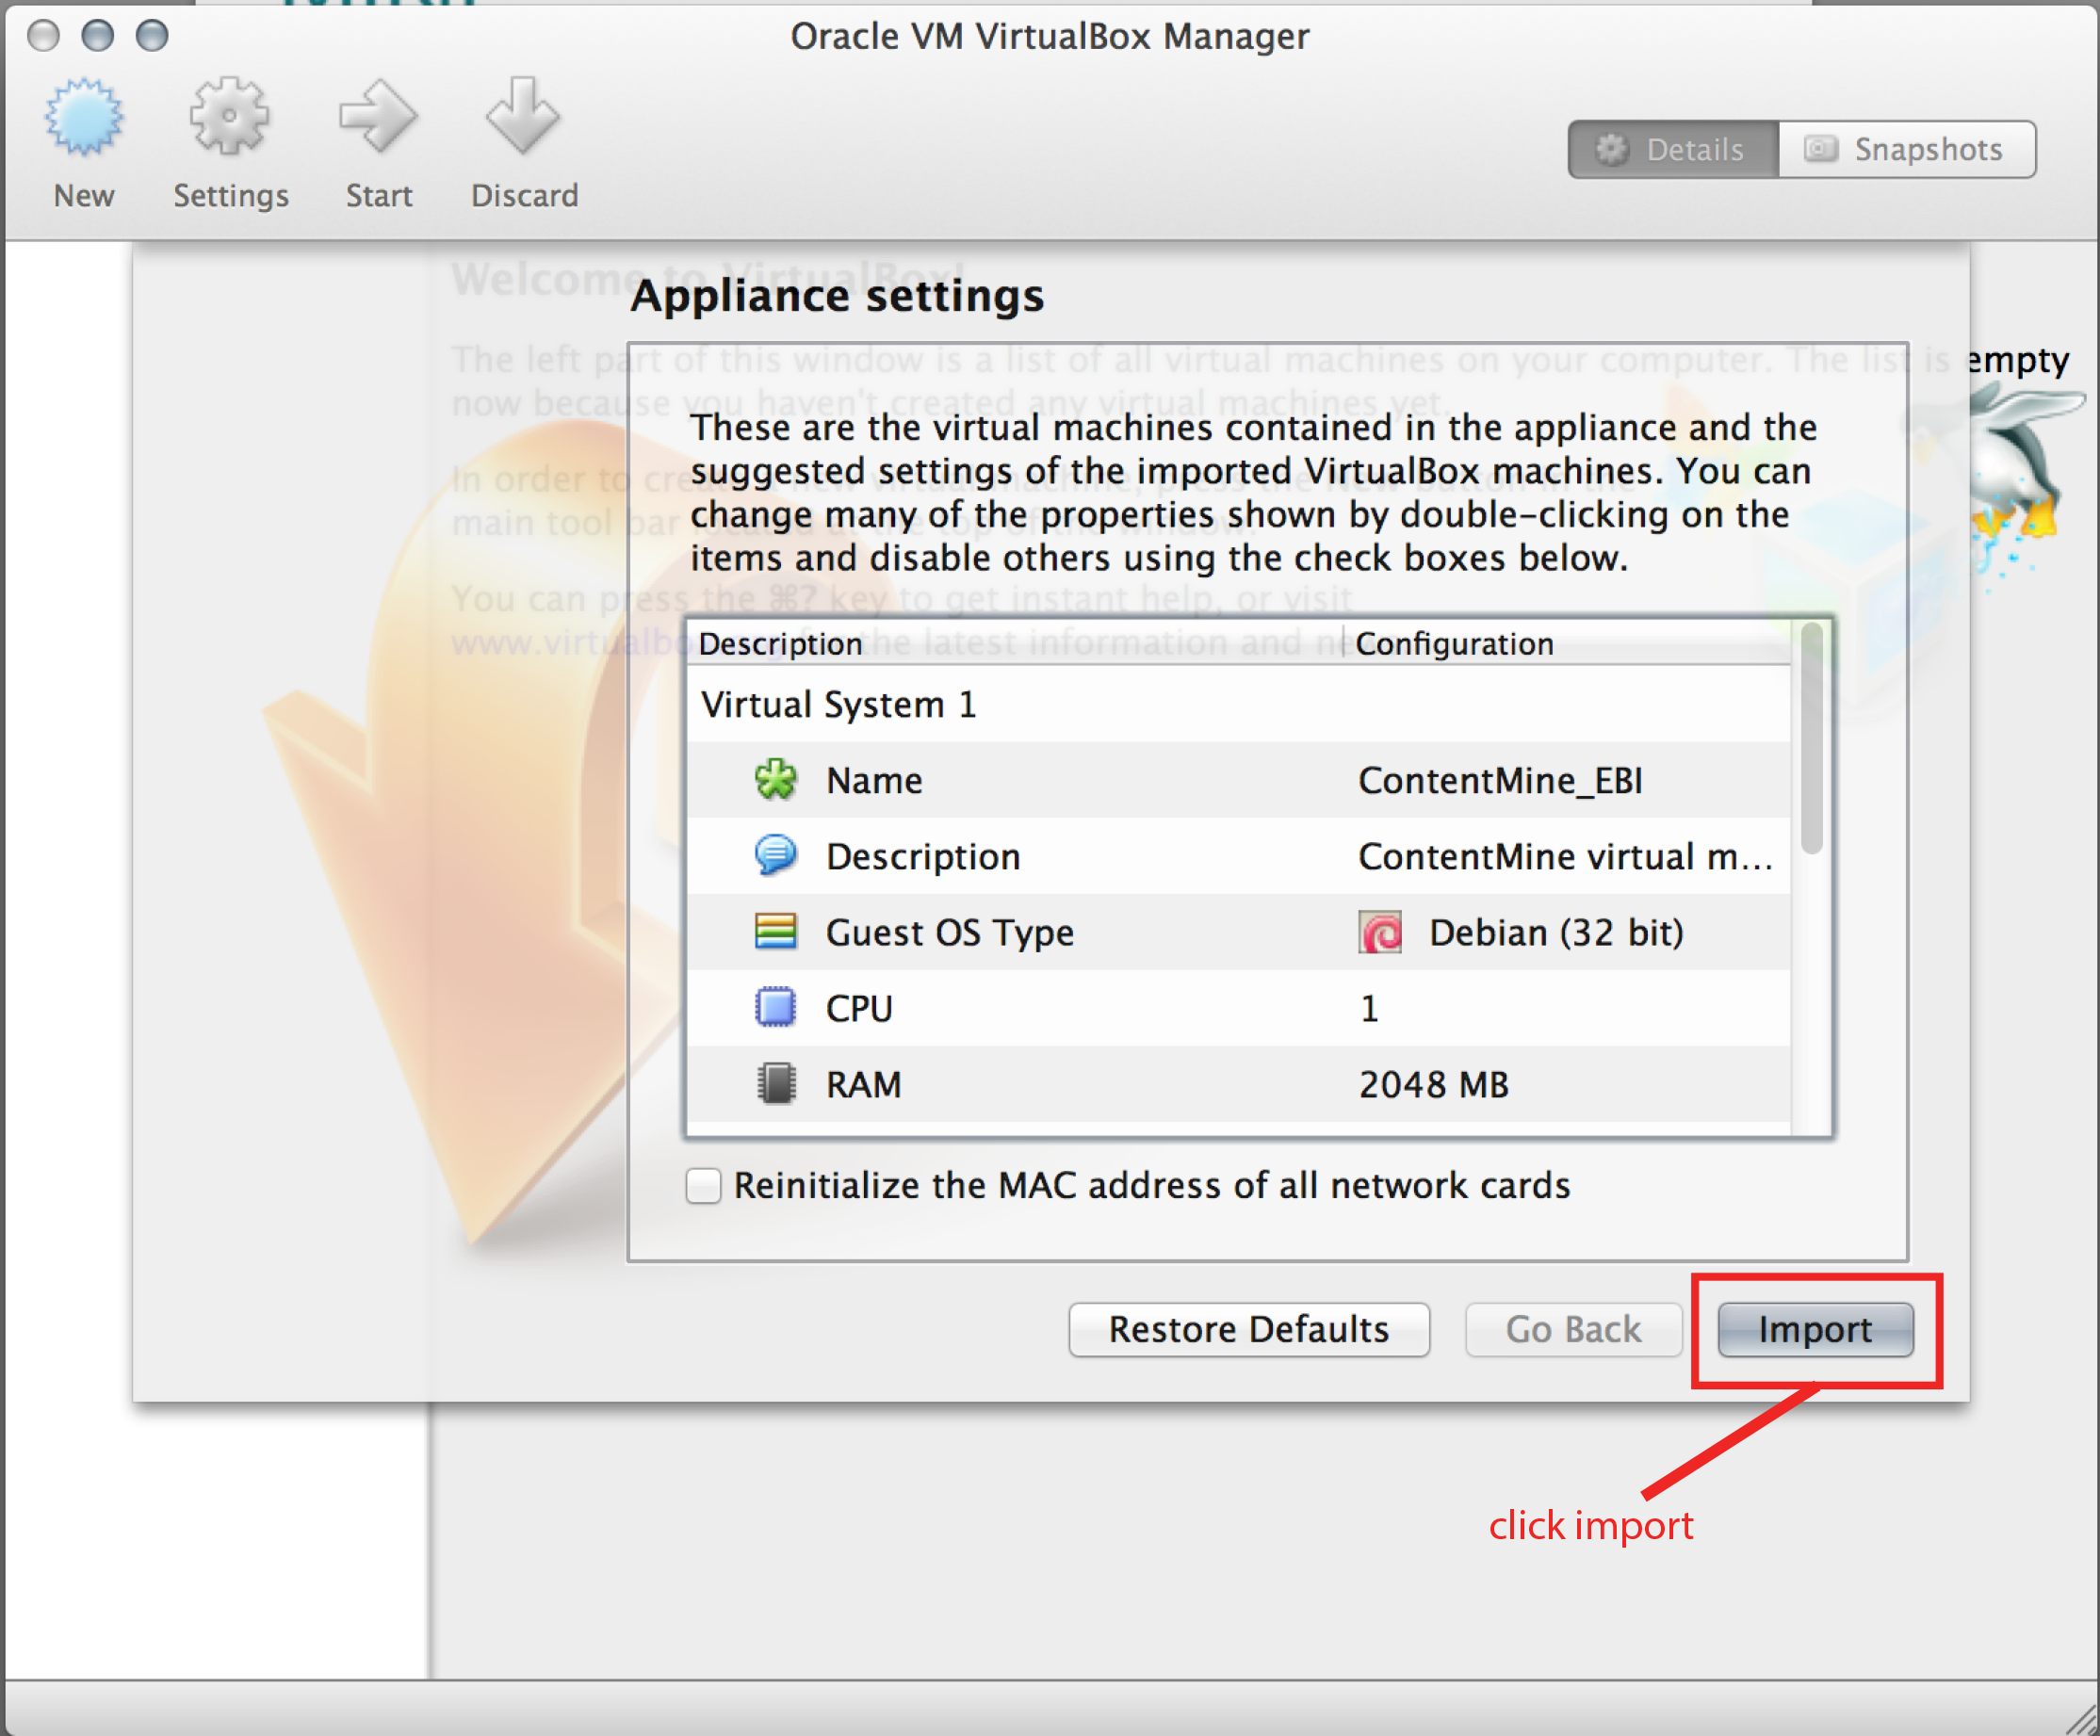 Oracle VM VirtualBox Manager
New
Settings
Start
Discard
Details
Snapshots
Welcome to VirtualBox!
Appliance settings
The left part of this window is a list of all virtual machines on your computer. The list is empty
now because you haven't created any virtual machines yet.
These are the virtual machines contained in the appliance and the
suggested settings of the imported VirtualBox machines. You can
change many of the properties shown by double-clicking on the
items and disable others using the check boxes below.
In order to create a new virtual machine, press the New button in the
main tool bar located at the top of the window.
You can press the ⌘? key to get instant help, or visit
www.virtualbox.org for the latest information and news.
Description Configuration
Virtual System 1
Name ContentMine_EBI
Description ContentMine virtual m...
Guest OS Type Debian (32 bit)
CPU 1
RAM 2048 MB
Reinitialize the MAC address of all network cards
Restore Defaults
Go Back
Import
click import